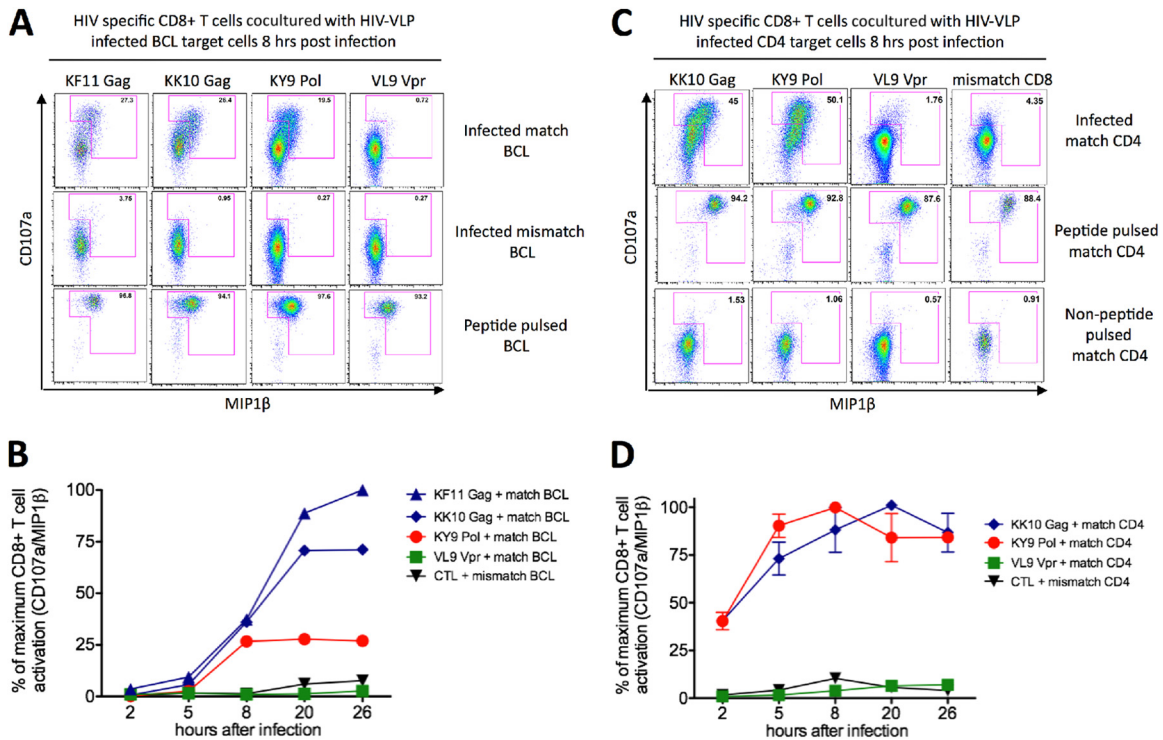 A
HIV specific CD8+ T cells cocultured with HIV-VLP
infected BCL target cells 8 hrs post infection
KF11 Gag KK10 Gag KY9 Pol VL9 Vpr
27.3 26.4 19.5 0.72
Infected match
BCL
3.75 0.95 0.27 0.27
Infected mismatch
BCL
96.8 94.1 97.6 93.2
Peptide pulsed
BCL
CD107a
MIP1β
C
HIV specific CD8+ T cells cocultured with HIV-VLP
infected CD4 target cells 8 hrs post infection
KK10 Gag KY9 Pol VL9 Vpr mismatch CD8
45 50.1 1.76 4.35
Infected
match CD4
94.2 92.8 87.6 88.4
Peptide pulsed
match CD4
1.53 1.06 0.57 0.91
Non-peptide
pulsed
match CD4
CD107a
MIP1β
B
% of maximum CD8+ T cell
activation (CD107a/MIP1β)
100
75
50
25
0
2 5 8 20 26
hours after infection
KF11 Gag + match BCL
KK10 Gag + match BCL
KY9 Pol + match BCL
VL9 Vpr + match BCL
CTL + mismatch BCL
D
% of maximum CD8+ T cell
activation (CD107a/MIP1β)
100
75
50
25
0
2 5 8 20 26
hours after infection
KK10 Gag + match CD4
KY9 Pol + match CD4
VL9 Vpr + match CD4
CTL + mismatch CD4